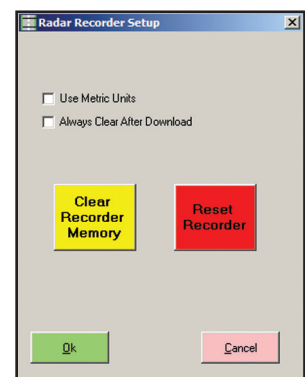 Radar Recorder Setup
Use Metric Units
Always Clear After Download
Clear
Recorder
Memory
Reset
Recorder
Ok
Cancel